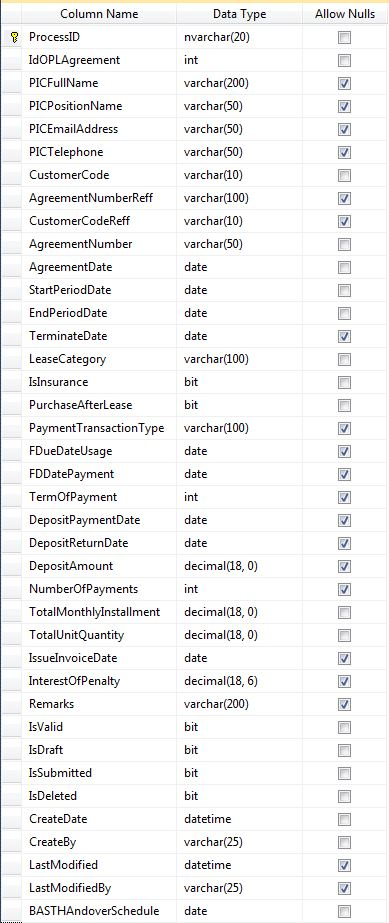 Column Name Data Type Allow Nulls
ProcessID nvarchar(20)
IdOPLAgreement int
PICFullName varchar(200)
PICPositionName varchar(50)
PICEmailAddress varchar(50)
PICTelephone varchar(50)
CustomerCode varchar(10)
AgreementNumberReff varchar(100)
CustomerCodeReff varchar(10)
AgreementNumber varchar(50)
AgreementDate date
StartPeriodDate date
EndPeriodDate date
TerminateDate date
LeaseCategory varchar(100)
IsInsurance bit
PurchaseAfterLease bit
PaymentTransactionType varchar(100)
FDueDateUsage date
FDDatePayment date
TermOfPayment int
DepositPaymentDate date
DepositReturnDate date
DepositAmount decimal(18, 0)
NumberOfPayments int
TotalMonthlyInstallment decimal(18, 0)
TotalUnitQuantity decimal(18, 0)
IssueInvoiceDate date
InterestOfPenalty decimal(18, 6)
Remarks varchar(200)
IsValid bit
IsDraft bit
IsSubmitted bit
IsDeleted bit
CreateDate datetime
CreateBy varchar(25)
LastModified datetime
LastModifiedBy varchar(25)
BASTHAndoverSchedule date